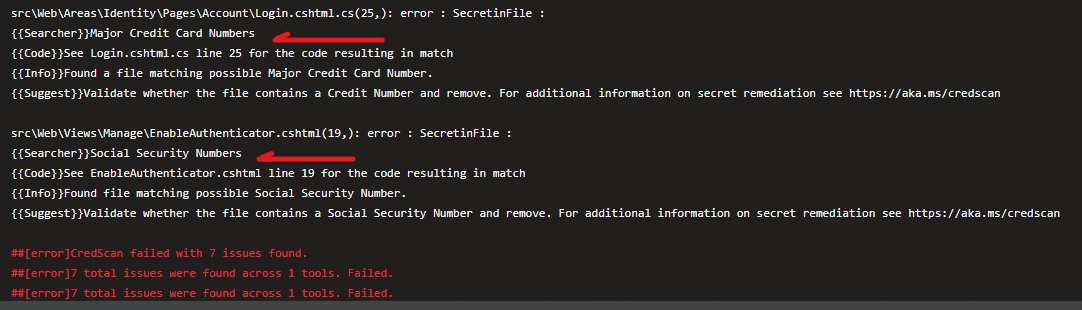 src\Web\Areas\Identity\Pages\Account\Login.cshtml.cs(25,): error : SecretinFile :
{{Searcher}}Major Credit Card Numbers
{{Code}}See Login.cshtml.cs line 25 for the code resulting in match
{{Info}}Found a file matching possible Major Credit Card Number.
{{Suggest}}Validate whether the file contains a Credit Number and remove. For additional information on secret remediation see https://aka.ms/credscan
src\Web\Views\Manage\EnableAuthenticator.cshtml(19,): error : SecretinFile :
{{Searcher}}Social Security Numbers
{{Code}}See EnableAuthenticator.cshtml line 19 for the code resulting in match
{{Info}}Found file matching possible Social Security Number.
{{Suggest}}Validate whether the file contains a Social Security Number and remove. For additional information on secret remediation see https://aka.ms/credscan
##[error]CredScan failed with 7 issues found.
##[error]7 total issues were found across 1 tools. Failed.
##[error]7 total issues were found across 1 tools. Failed.